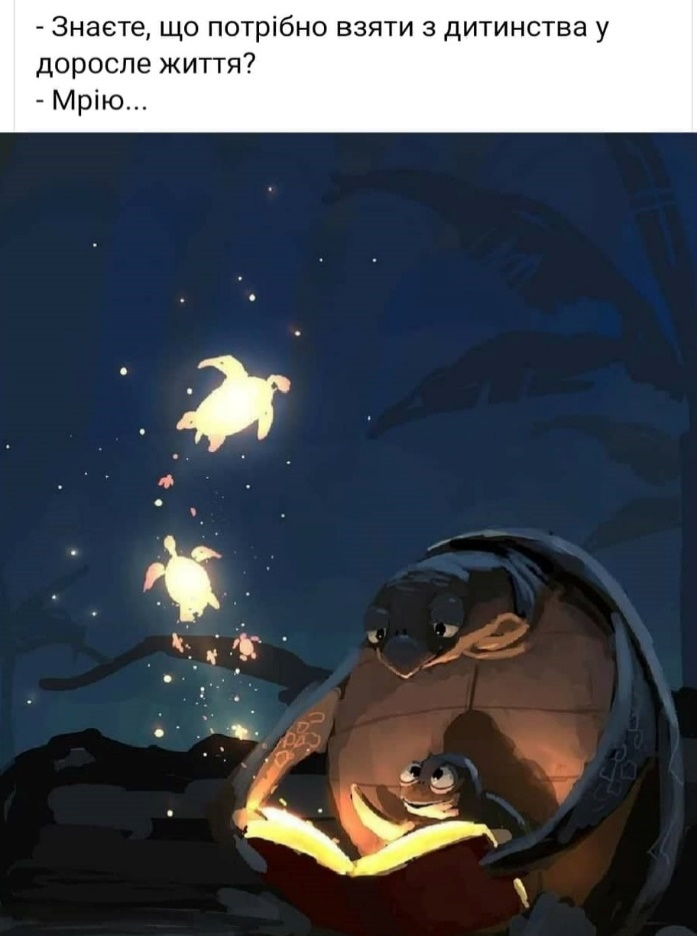 - Знаєте, що потрібно взяти з дитинства у
доросле життя?
- Мрію...